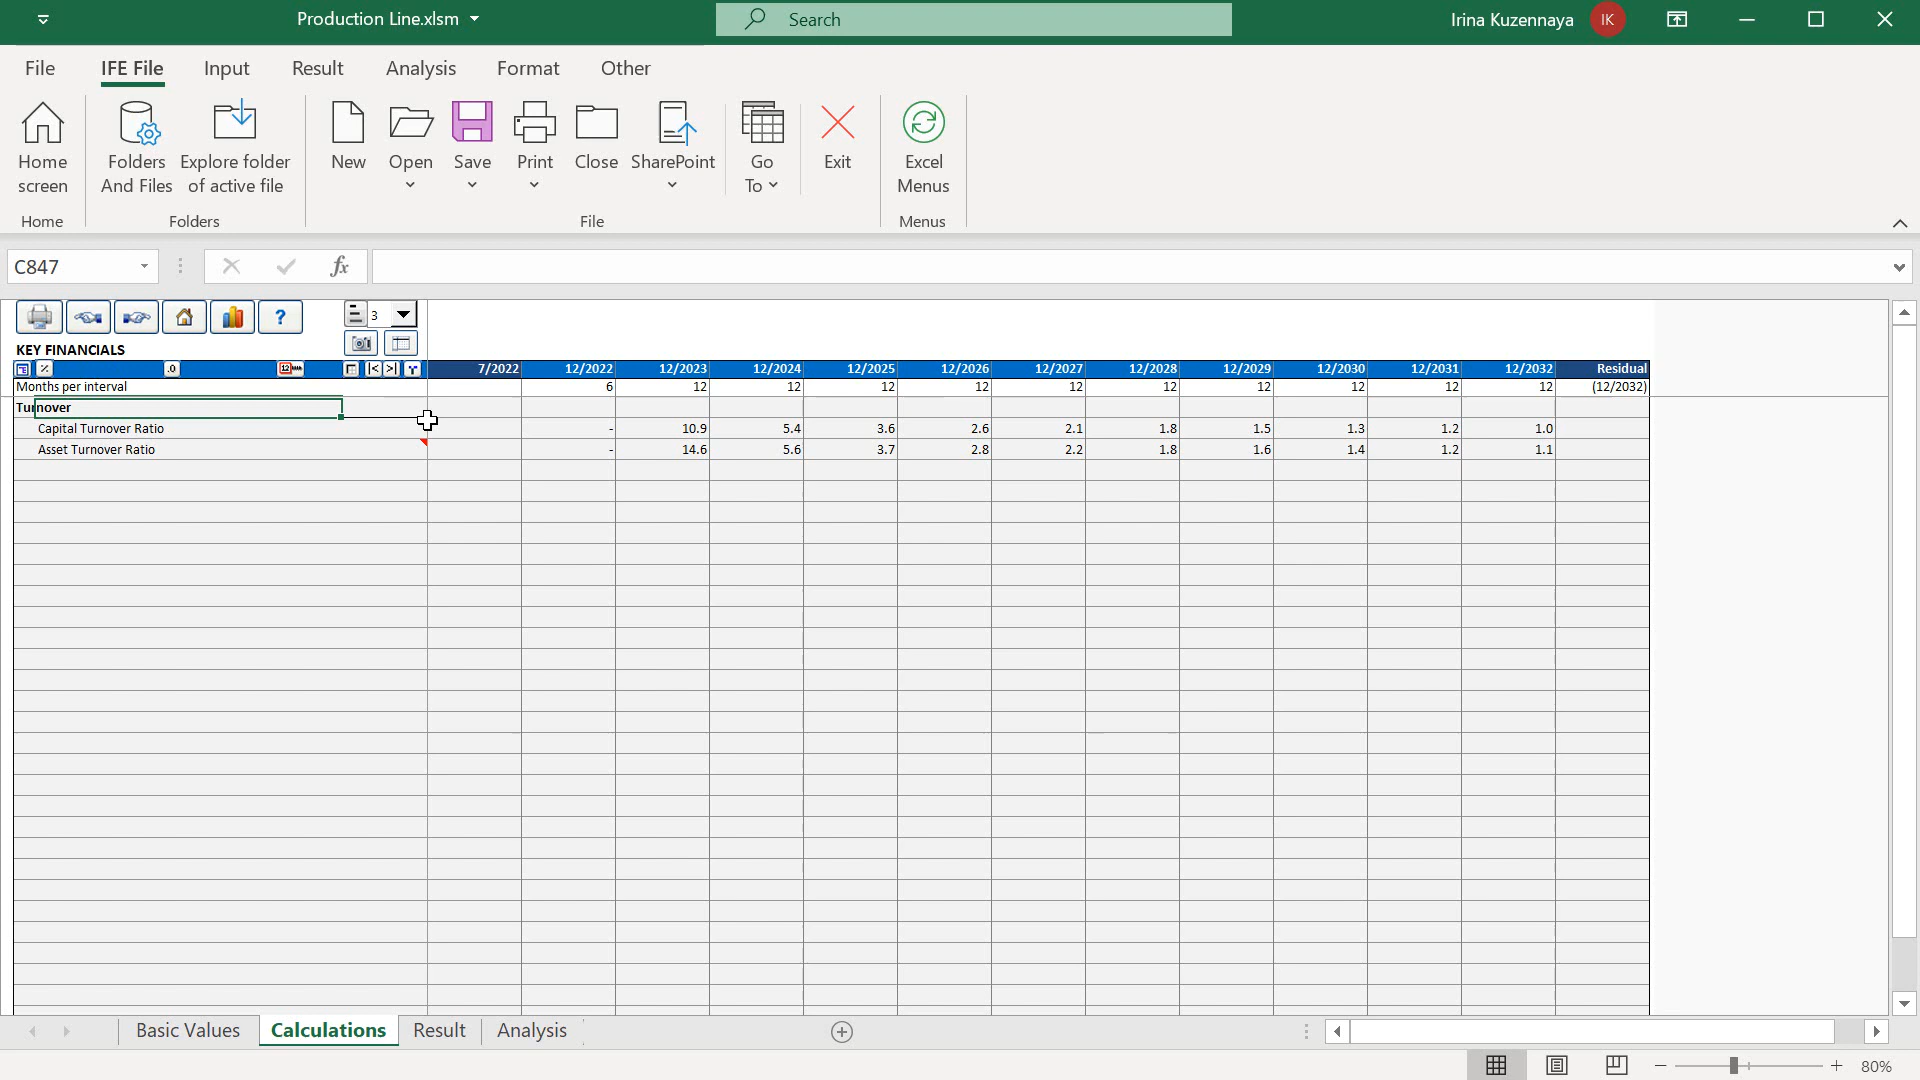 Production Line.xlsm
Search
Irina Kuzennaya
IK
File
IFE File
Input
Result
Analysis
Format
Other
Home screen
Folders And Files
Explore folder of active file
New
Open
Save
Print
Close
SharePoint
Go To
Exit
Excel Menus
Home
Folders
File
Menus
C847
fx
?
3
KEY FINANCIALS
% .0 12 |< >| 7/2022 12/2022 12/2023 12/2024 12/2025 12/2026 12/2027 12/2028 12/2029 12/2030 12/2031 12/2032 Residual
Months per interval 6 12 12 12 12 12 12 12 12 12 12 (12/2032)
Turnover
Capital Turnover Ratio - 10.9 5.4 3.6 2.6 2.1 1.8 1.5 1.3 1.2 1.0
Asset Turnover Ratio - 14.6 5.6 3.7 2.8 2.2 1.8 1.6 1.4 1.2 1.1
Basic Values
Calculations
Result
Analysis
80%